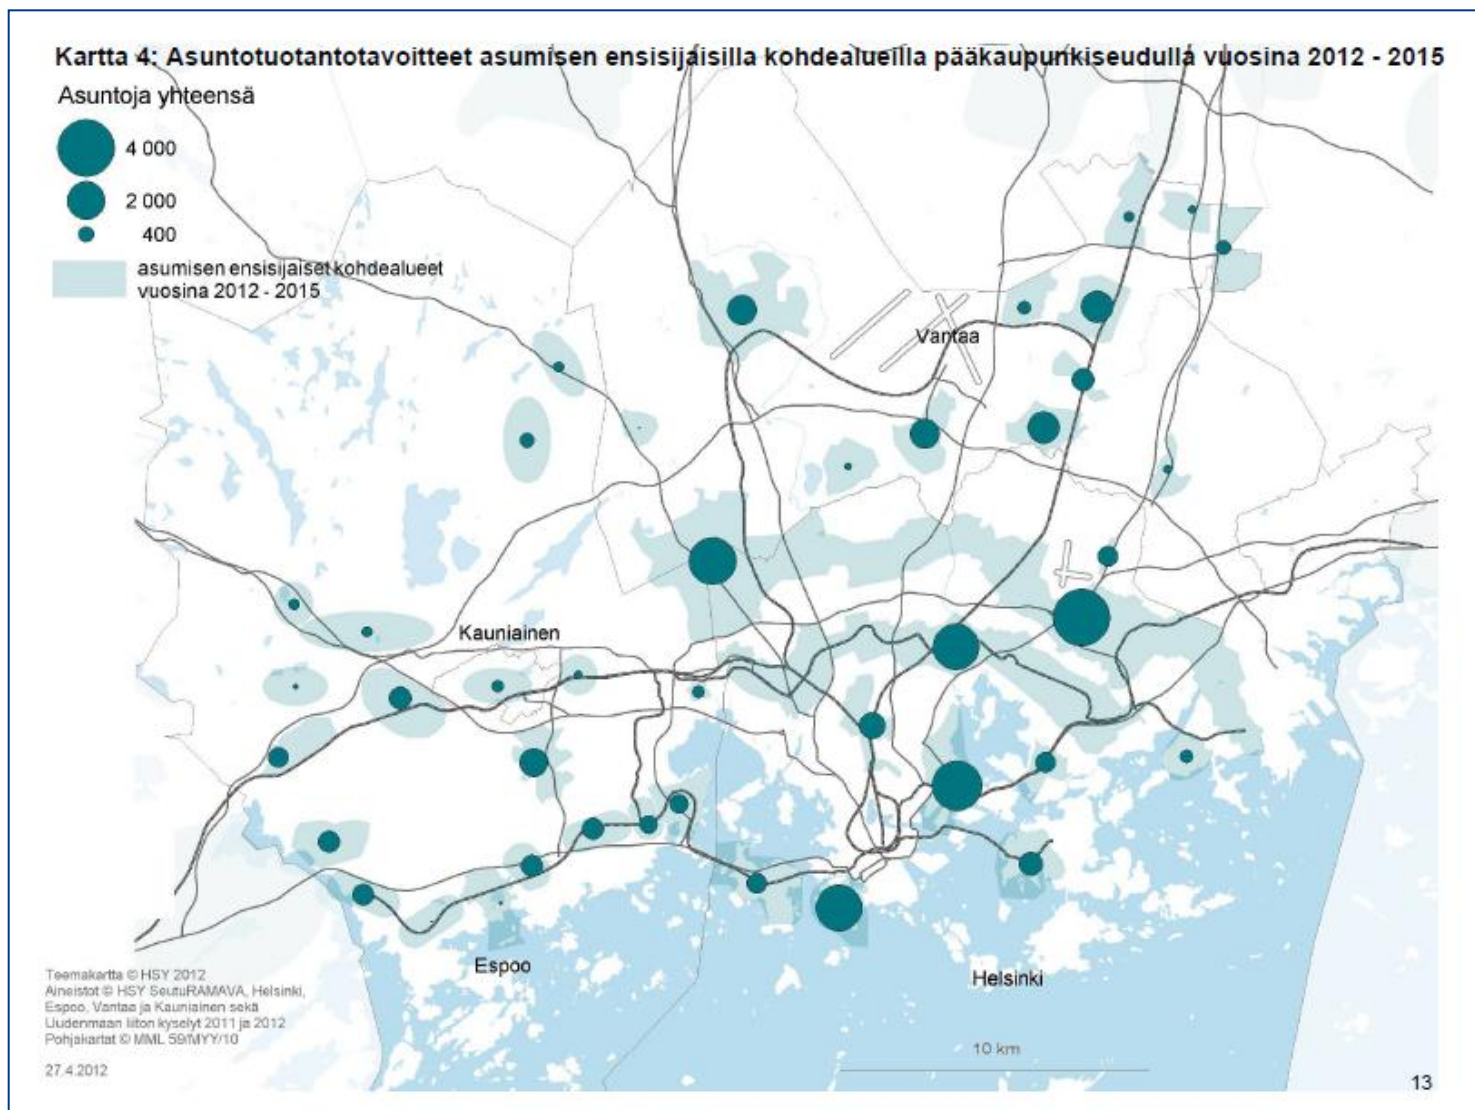 Kartta 4: Asuntotuotantotavoitteet asumisen ensisijaisilla kohdealueilla pääkaupunkiseudulla vuosina 2012 - 2015
Asuntoja yhteensä
4 000
2 000
400
asumisen ensisijaiset kohdealueet
vuosina 2012 - 2015
Vantaa
Kauniainen
Espoo
Helsinki
Teemakartta © HSY 2012
Aineistot © HSY SeutuRAMAVA, Helsinki,
Espoo, Vantaa ja Kauniainen sekä
Uudenmaan liiton kyselyt 2011 ja 2012
Pohjakartat © MML 59/MYY/10
27.4.2012
10 km
13